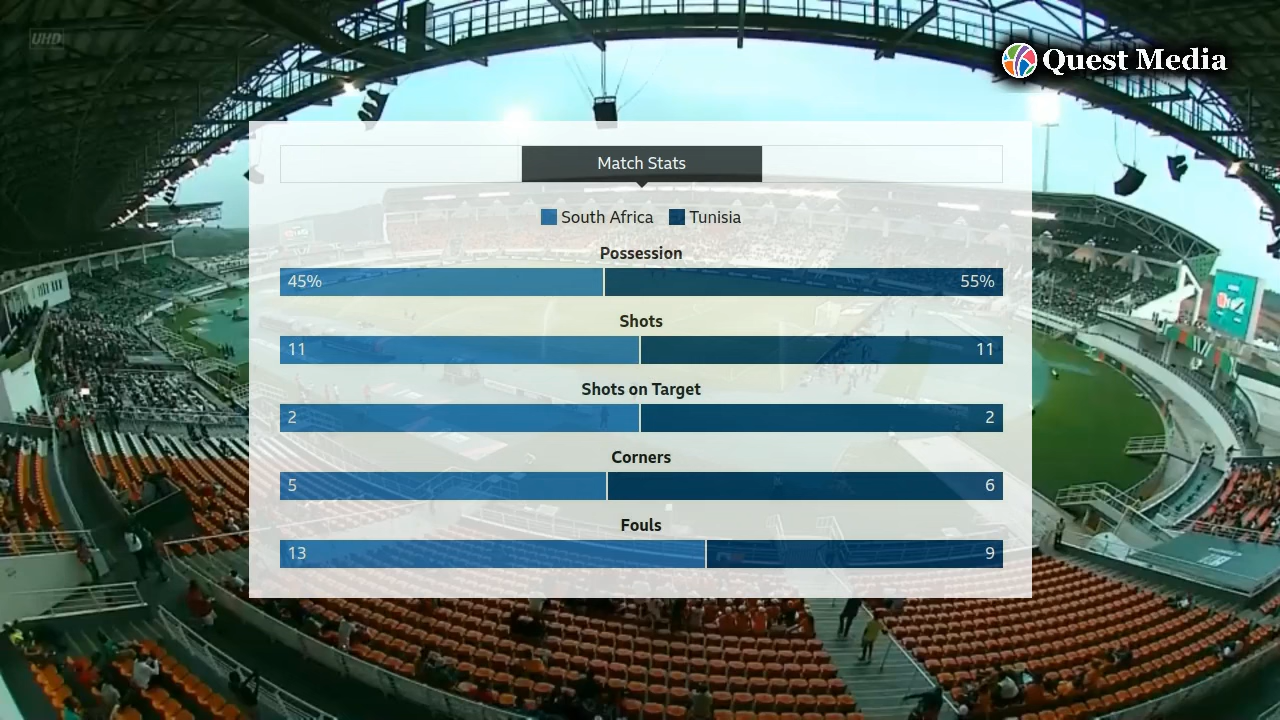 UHD
Quest Media
Match Stats
South Africa Tunisia
Possession
45% 55%
Shots
11 11
Shots on Target
2 2
Corners
5 6
Fouls
13 9